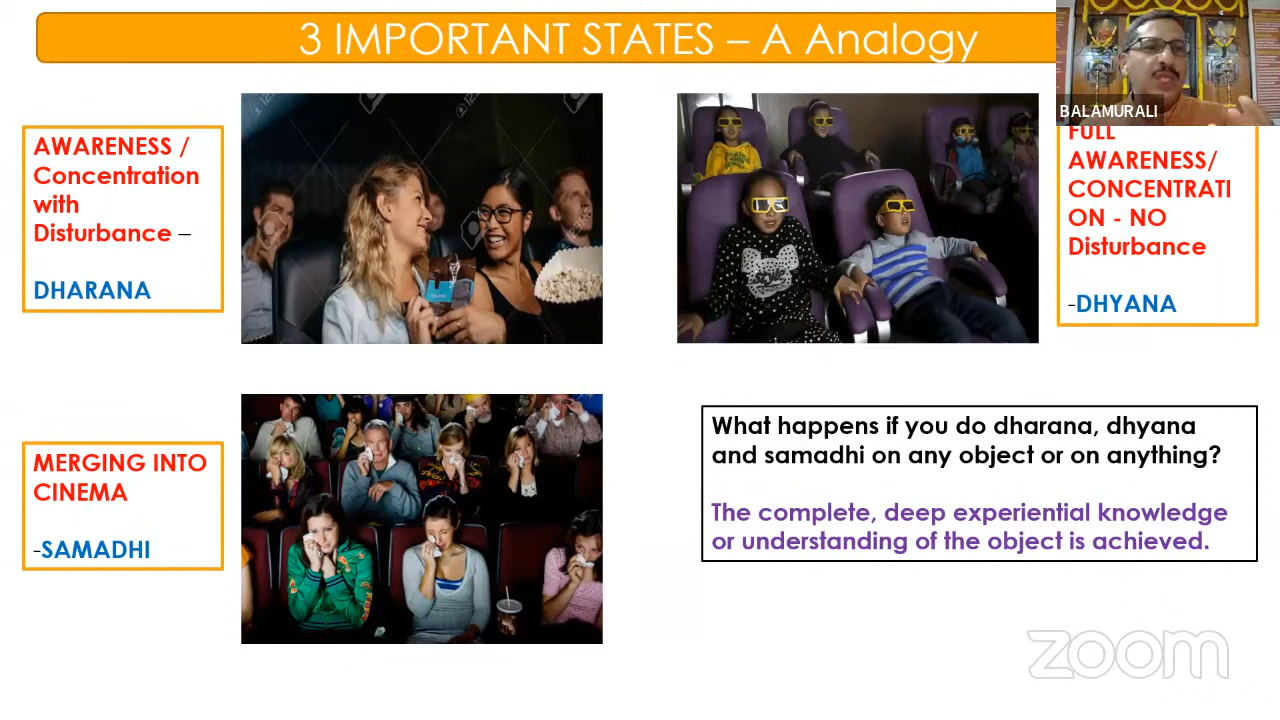 3 IMPORTANT STATES – A Analogy
BALAMURALI
AWARENESS /
Concentration
with
Disturbance –
DHARANA
FULL
AWARENESS/
CONCENTRATI
ON - NO
Disturbance
-DHYANA
MERGING INTO
CINEMA
-SAMADHI
What happens if you do dharana, dhyana
and samadhi on any object or on anything?
The complete, deep experiential knowledge
or understanding of the object is achieved.
zoom